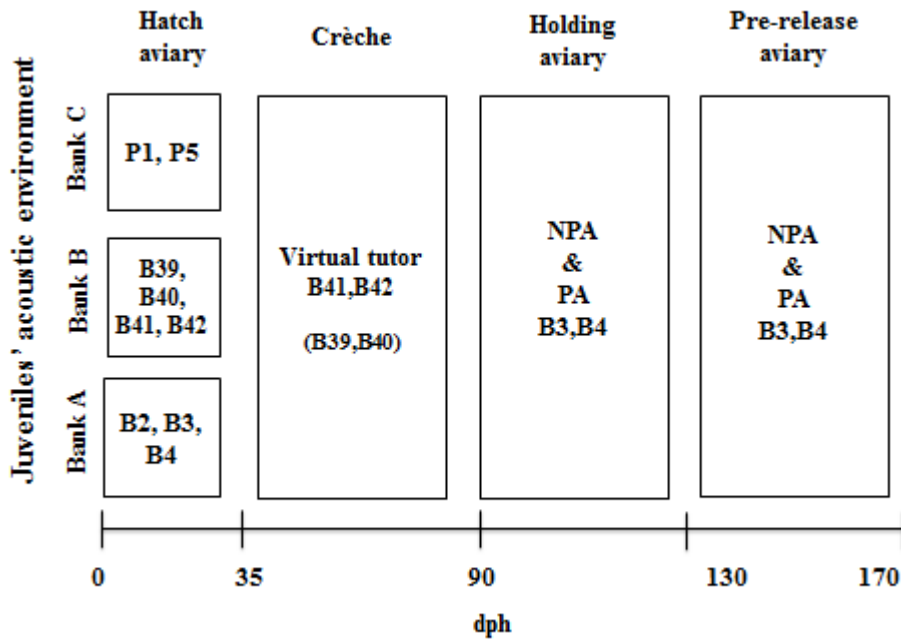 Hatch
aviary
Crèche
Holding
aviary
Pre-release
aviary
Juveniles' acoustic environment
Bank C
P1, P5
Bank B
B39,
B40,
B41, B42
Bank A
B2, B3,
B4
Virtual tutor
B41,B42
(B39,B40)
NPA
&
PA
B3,B4
NPA
&
PA
B3,B4
0
35
90
130
170
dph